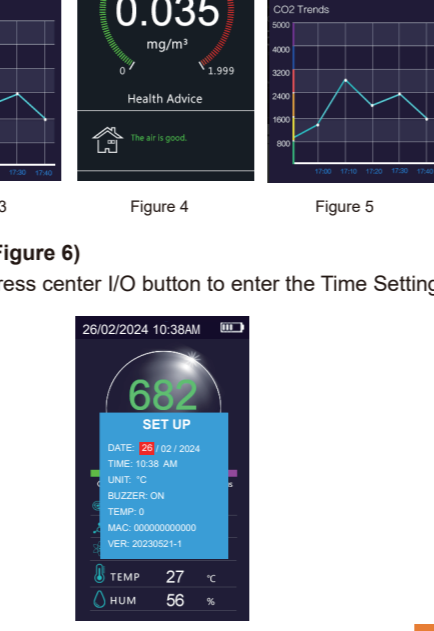 0.035
mg/m³
0
1.999
Health Advice
The air is good.
CO2 Trends
5000
4000
3200
2400
1600
800
17:30 17:40
17:00 17:10 17:20 17:30 17:40
3
Figure 4
Figure 5
Figure 6)
ress center I/O button to enter the Time Setting
26/02/2024 10:38AM
682
SET UP
DATE: 26 / 02 / 2024
TIME: 10:38 AM
UNIT: °C
BUZZER: ON
TEMP: 0
MAC: 000000000000
VER: 20230521-1
TEMP 27 °C
HUM 56 %